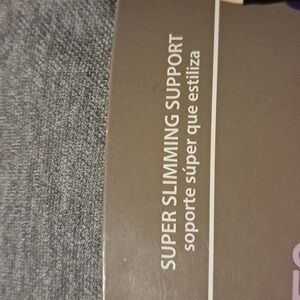 SUPER SLIMMING SUPPORT
soporte súper que estiliza